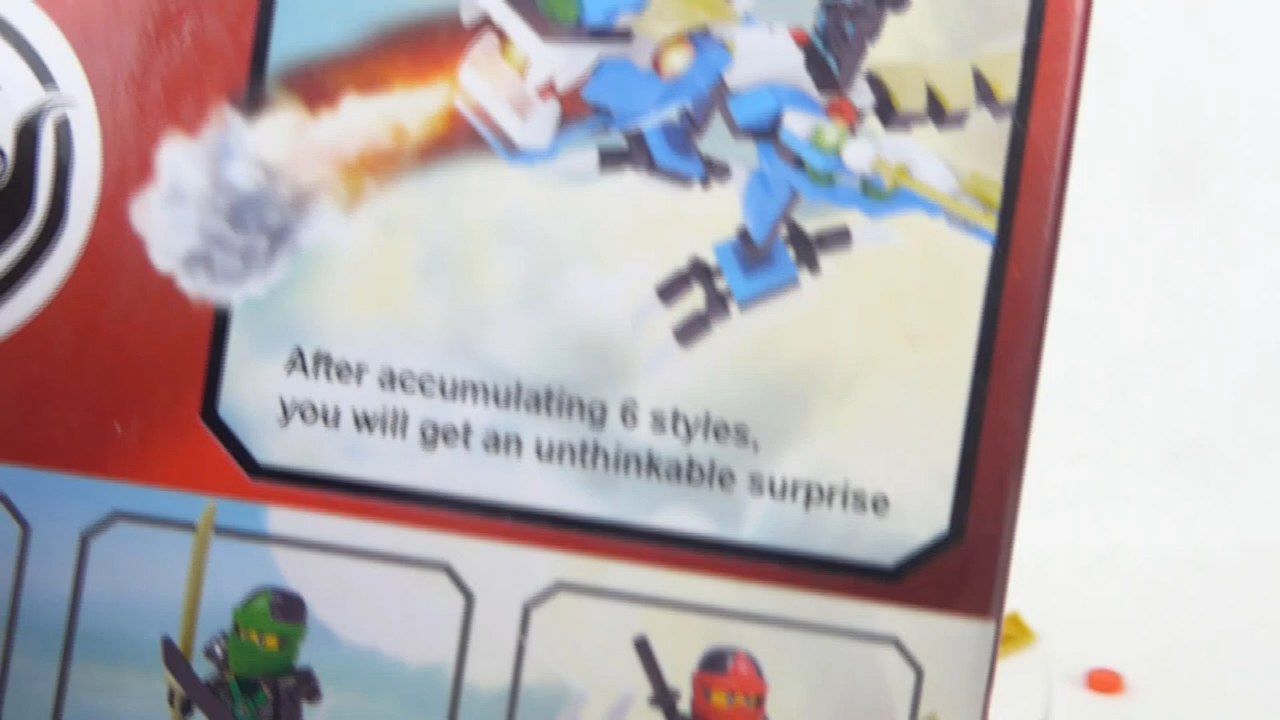 After accumulating 6 styles,
you will get an unthinkable surprise